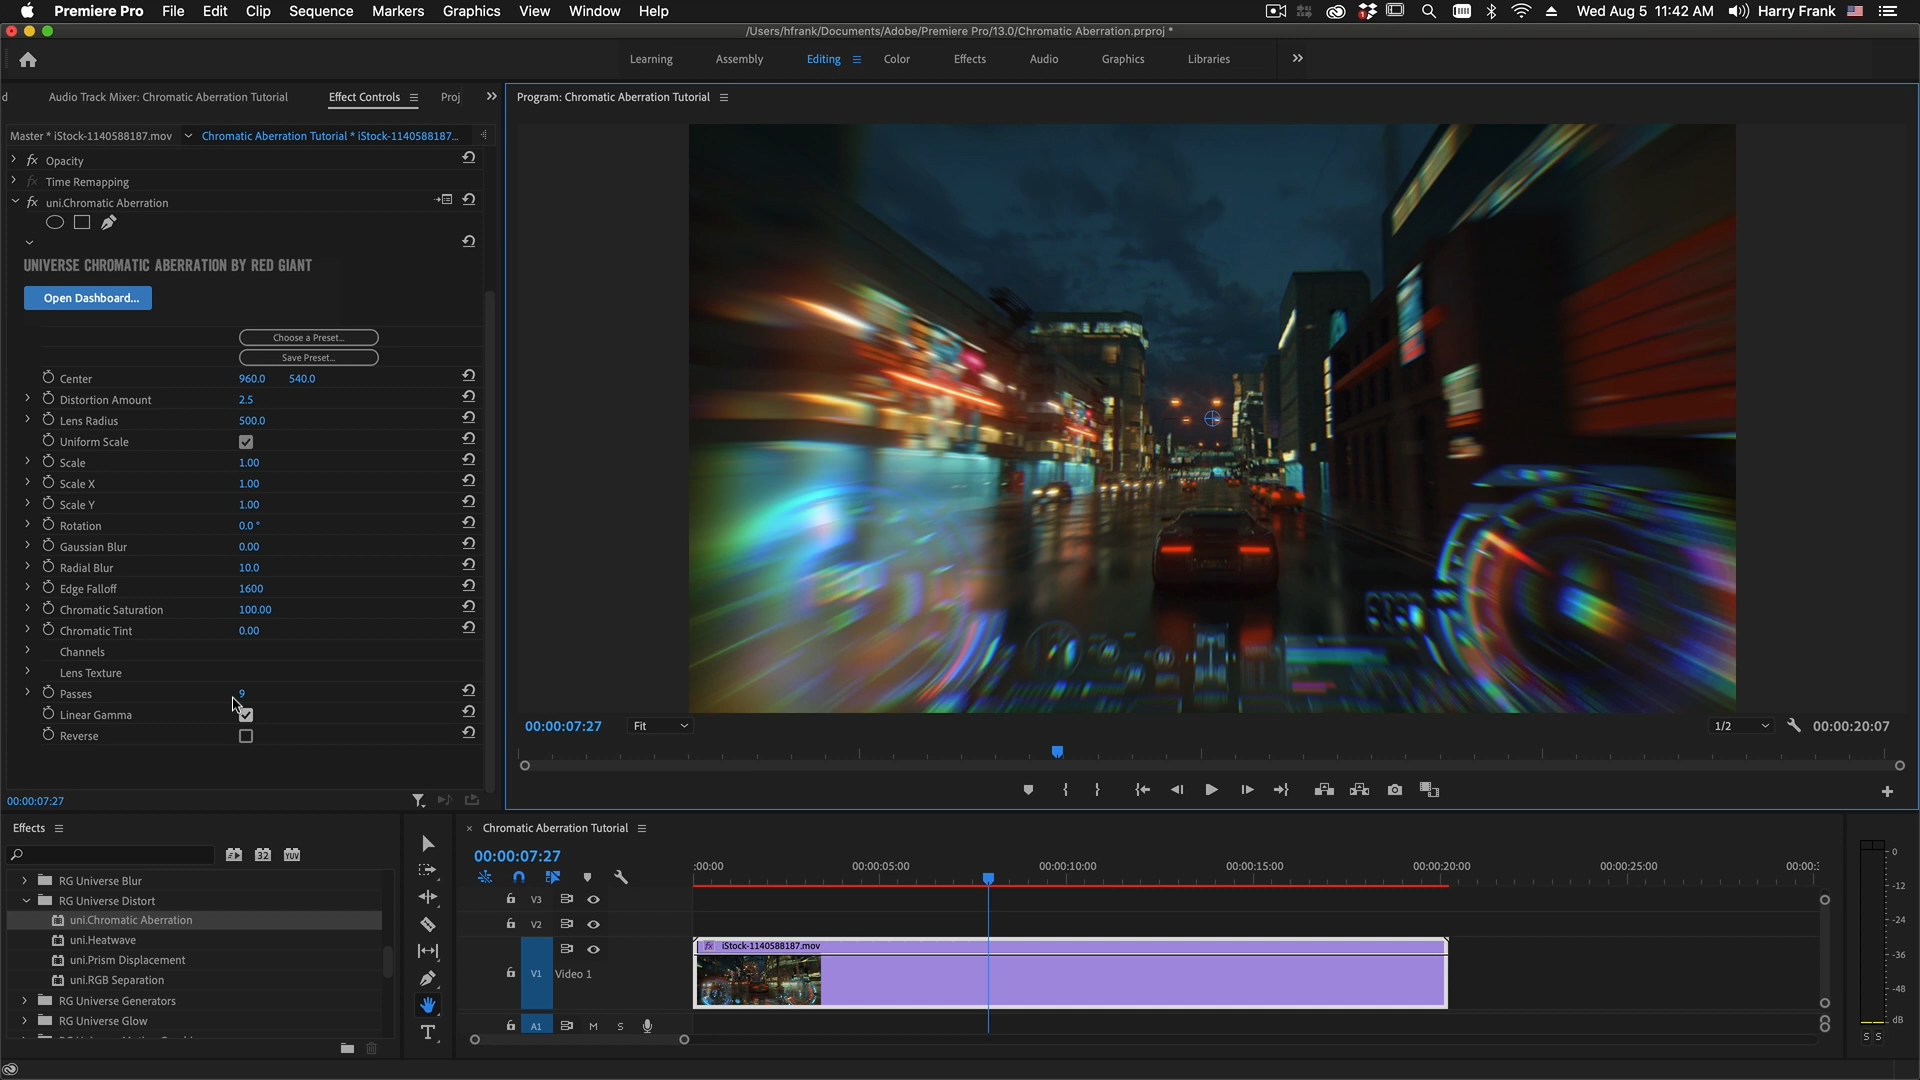 Premiere Pro File Edit Clip Sequence Markers Graphics View Window Help
Wed Aug 5 11:42 AM Harry Frank
/Users/hfrank/Documents/Adobe/Premiere Pro/13.0/Chromatic Aberration.prproj *
Learning Assembly Editing Color Effects Audio Graphics Libraries
d Audio Track Mixer: Chromatic Aberration Tutorial Effect Controls Proj
Program: Chromatic Aberration Tutorial
Master * iStock-1140588187.mov Chromatic Aberration Tutorial * iStock-1140588187...
fx Opacity
fx Time Remapping
fx uni.Chromatic Aberration
UNIVERSE CHROMATIC ABERRATION BY RED GIANT
Open Dashboard...
Choose a Preset...
Save Preset...
Center 960.0 540.0
Distortion Amount 2.5
Lens Radius 500.0
Uniform Scale
Scale 1.00
Scale X 1.00
Scale Y 1.00
Rotation 0.0 °
Gaussian Blur 0.00
Radial Blur 10.0
Edge Falloff 1600
Chromatic Saturation 100.00
Chromatic Tint 0.00
Channels
Lens Texture
Passes 9
Linear Gamma
Reverse
00:00:07:27
00:00:07:27 Fit 1/2 00:00:20:07
Effects
32 YUV
RG Universe Blur
RG Universe Distort
uni.Chromatic Aberration
uni.Heatwave
uni.Prism Displacement
uni.RGB Separation
RG Universe Generators
RG Universe Glow
T
× Chromatic Aberration Tutorial
00:00:07:27
:00:00 00:00:05:00 00:00:10:00 00:00:15:00 00:00:20:00 00:00:25:00 00:00:
V3
V2
V1 Video 1
fx iStock-1140588187.mov
A1 M S
0
-12
-24
-36
-48
dB
S S